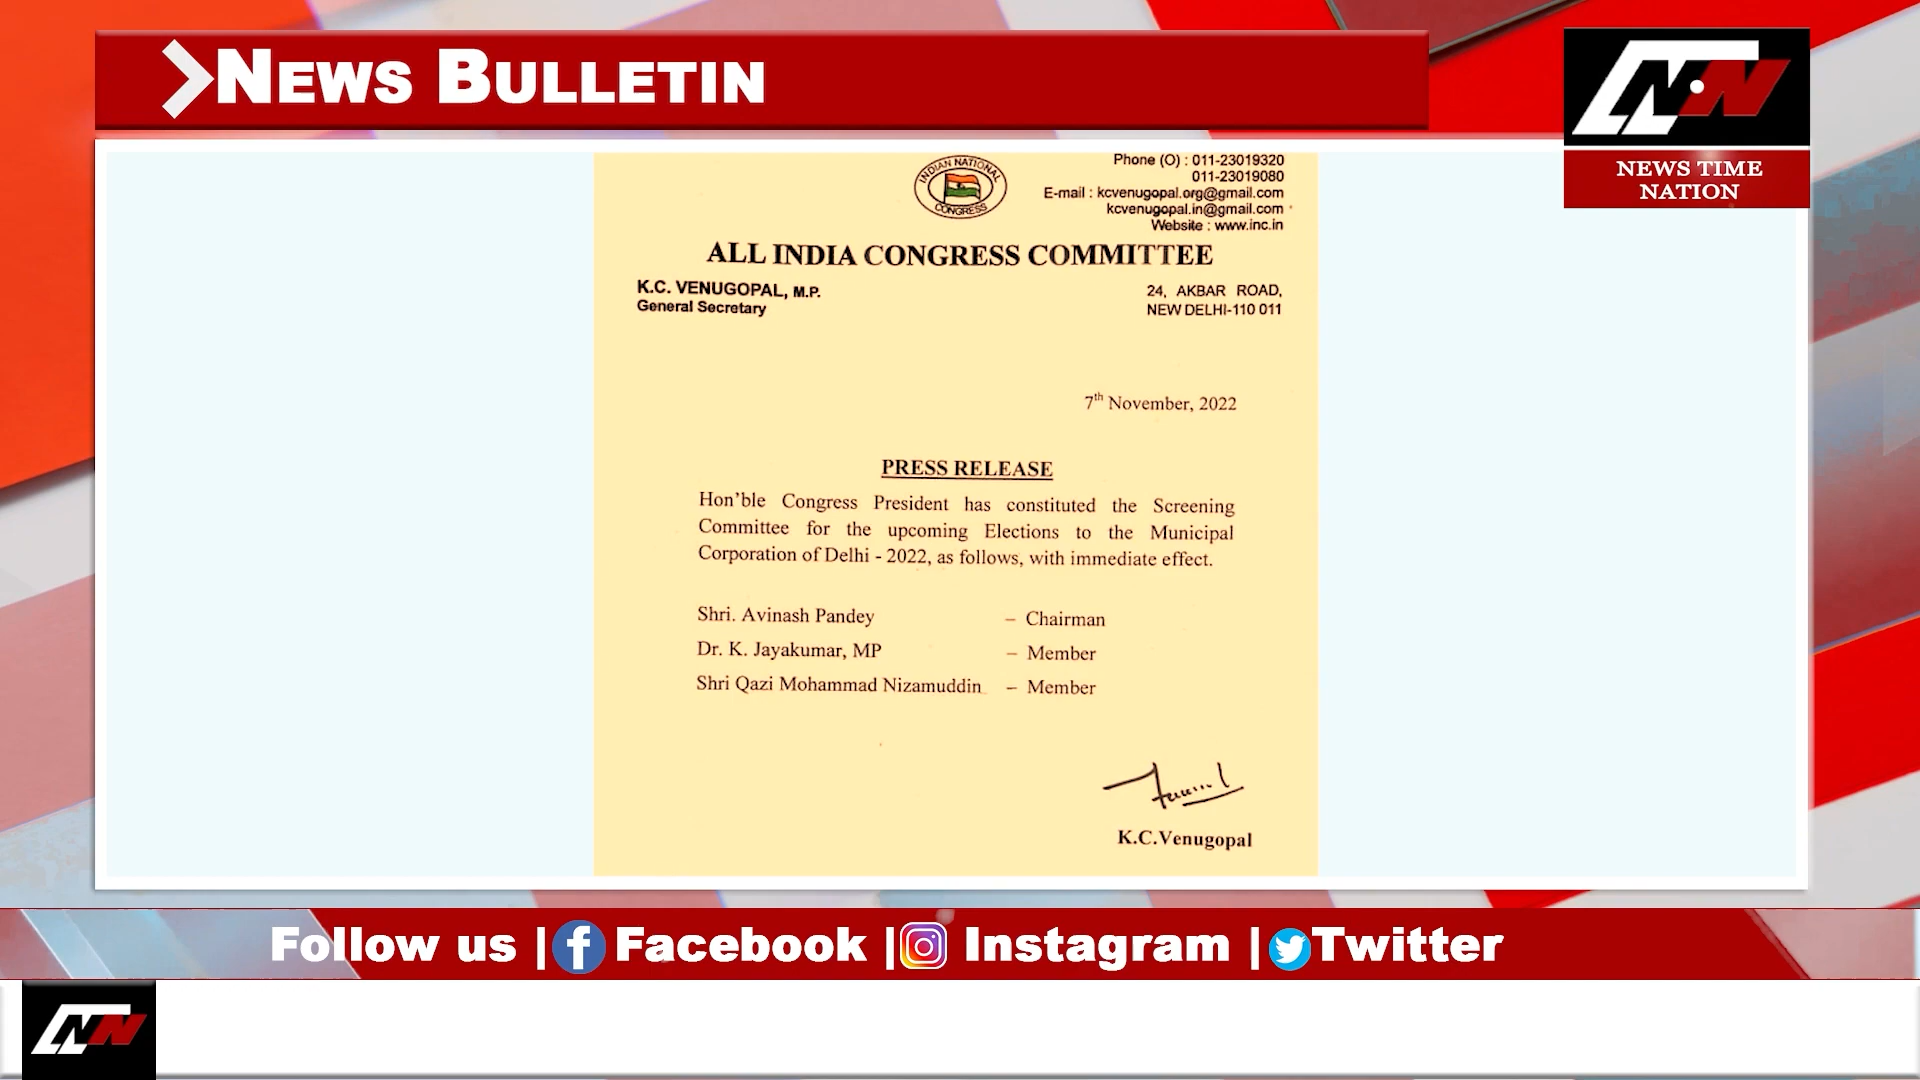 NEWS BULLETIN
NEWS TIME
NATION
INDIAN NATIONAL
CONGRESS
Phone (O) : 011-23019320
011-23019080
E-mail : kcvenugopal.org@gmail.com
kcvenugopal.in@gmail.com
Website : www.inc.in
ALL INDIA CONGRESS COMMITTEE
K.C. VENUGOPAL, M.P.
General Secretary
24, AKBAR ROAD,
NEW DELHI-110 011
7th November, 2022
PRESS RELEASE
Hon’ble Congress President has constituted the Screening
Committee for the upcoming Elections to the Municipal
Corporation of Delhi - 2022, as follows, with immediate effect.
Shri. Avinash Pandey – Chairman
Dr. K. Jayakumar, MP – Member
Shri Qazi Mohammad Nizamuddin – Member
K.C.Venugopal
Follow us | Facebook | Instagram | Twitter